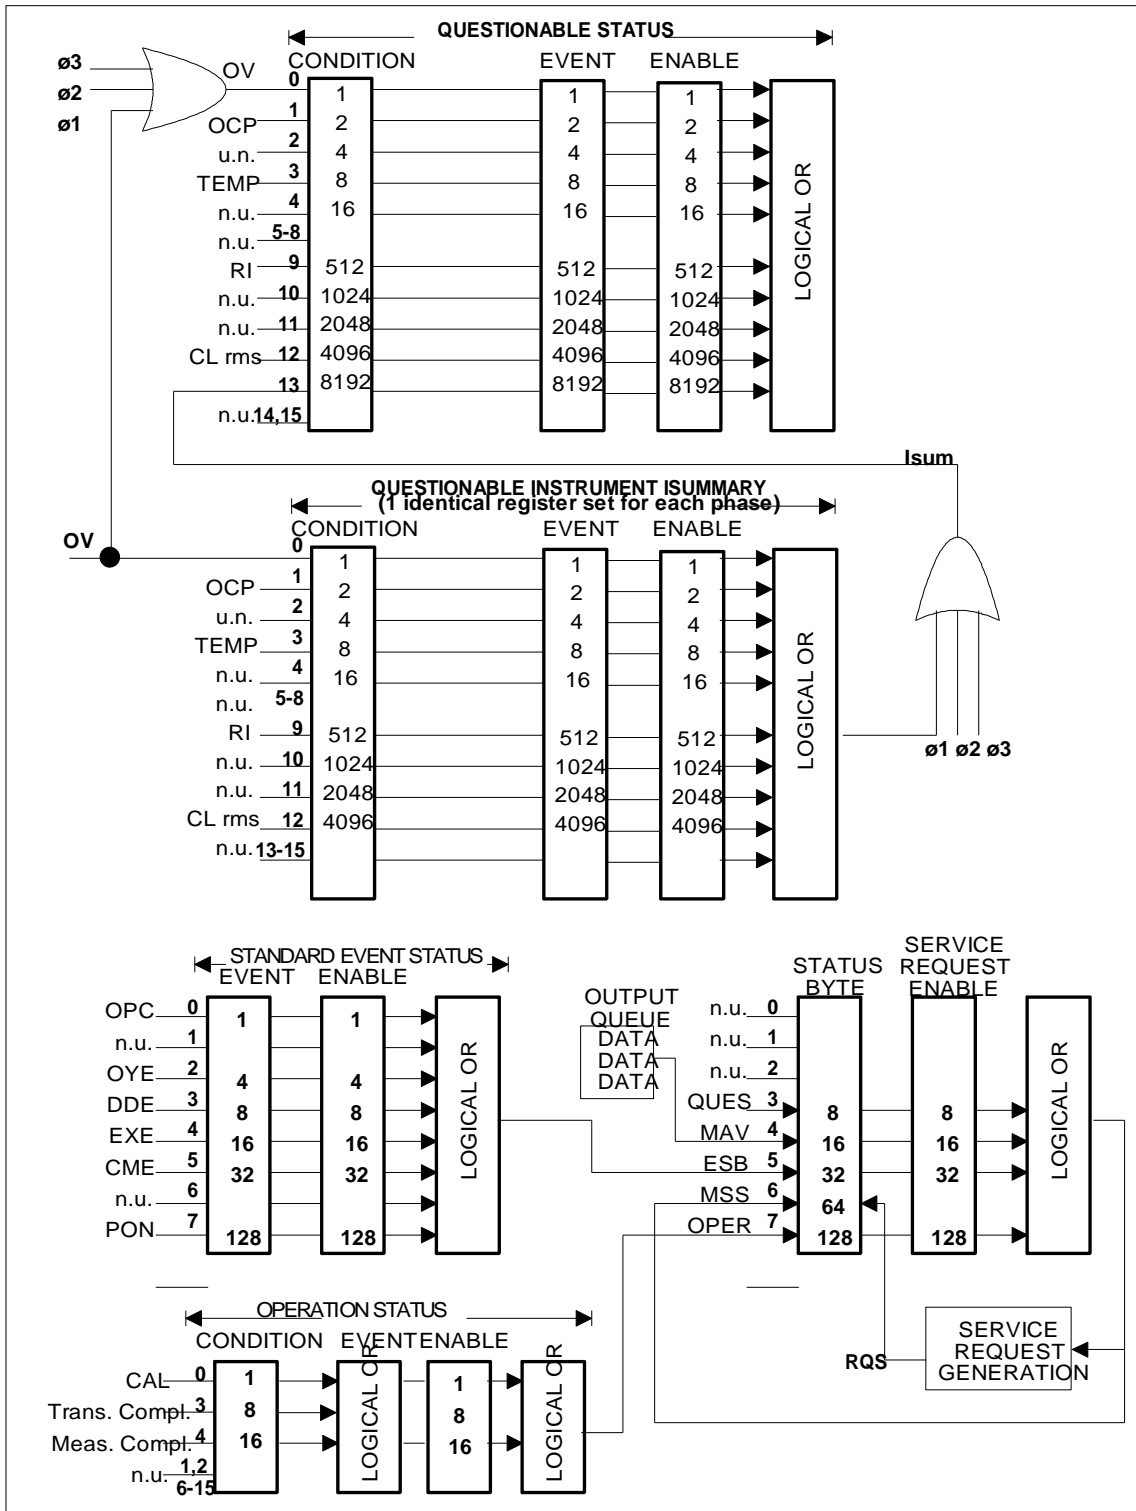 QUESTIONABLE STATUS
CONDITION EVENT ENABLE
ø3
ø2
ø1
OV 0 1 1 1
OCP 1 2 2 2
u.n. 2 4 4 4
TEMP 3 8 8 8
n.u. 4 16 16 16
n.u. 5-8
RI 9 512 512 512
n.u. 10 1024 1024 1024
n.u. 11 2048 2048 2048
CL rms 12 4096 4096 4096
13 8192 8192 8192
n.u. 14,15
LOGICAL OR
Isum
QUESTIONABLE INSTRUMENT ISUMMARY
(1 identical register set for each phase)
CONDITION EVENT ENABLE
OV 0 1 1 1
OCP 1 2 2 2
u.n. 2 4 4 4
TEMP 3 8 8 8
n.u. 4 16 16 16
n.u. 5-8
RI 9 512 512 512
n.u. 10 1024 1024 1024
n.u. 11 2048 2048 2048
CL rms 12 4096 4096 4096
n.u. 13-15
LOGICAL OR
ø1 ø2 ø3
STANDARD EVENT STATUS
EVENT ENABLE
OPC 0 1 1
n.u. 1
OYE 2 4 4
DDE 3 8 8
EXE 4 16 16
CME 5 32 32
n.u. 6
PON 7 128 128
LOGICAL OR
OUTPUT
QUEUE
DATA
DATA
DATA
STATUS
BYTE
SERVICE
REQUEST
ENABLE
n.u. 0
n.u. 1
n.u. 2
QUES 3 8 8
MAV 4 16 16
ESB 5 32 32
MSS 6 64
OPER 7 128 128
LOGICAL OR
OPERATION STATUS
CONDITION EVENT ENABLE
CAL 0 1 1
Trans. Compl. 3 8 8
Meas. Compl. 4 16 16
n.u. 1,2
6-15
LOGICAL OR
LOGICAL OR
RQS
SERVICE
REQUEST
GENERATION